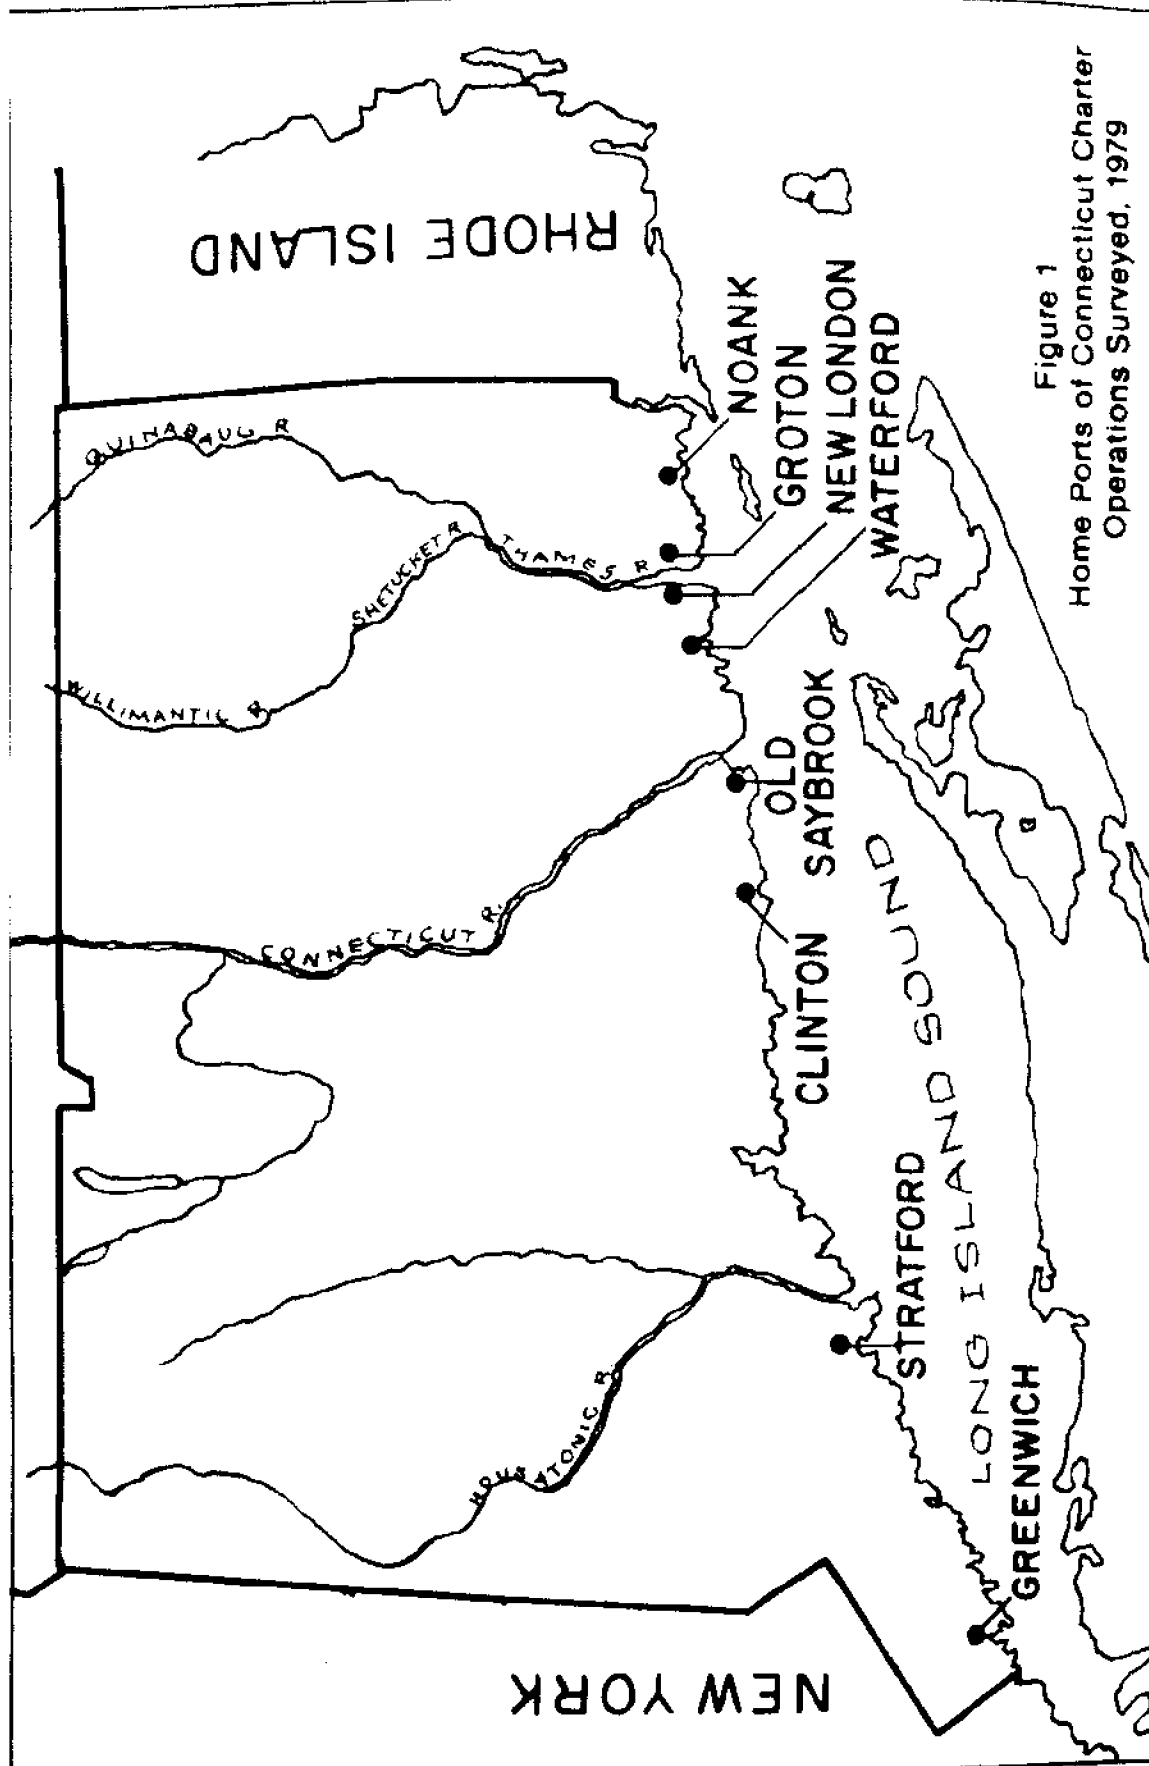 QUINABAUG R
WILLIMANTIC R
SHETUCKET R
THAMES R
CONNECTICUT R.
HOUSATONIC R.
RHODE ISLAND
NEW YORK
NOANK
GROTON
NEW LONDON
WATERFORD
OLD
SAYBROOK
CLINTON
STRATFORD
GREENWICH
LONG ISLAND SOUND
Figure 1
Home Ports of Connecticut Charter
Operations Surveyed, 1979